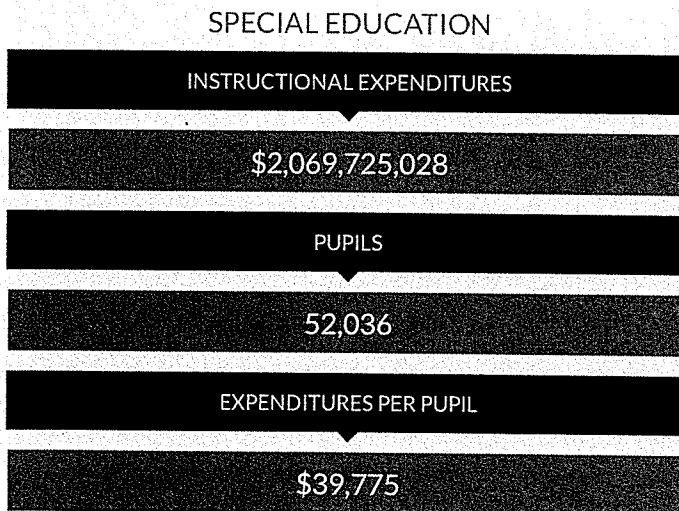 SPECIAL EDUCATION
INSTRUCTIONAL EXPENDITURES
$2,069,725,028
PUPILS
52,036
EXPENDITURES PER PUPIL
$39,775